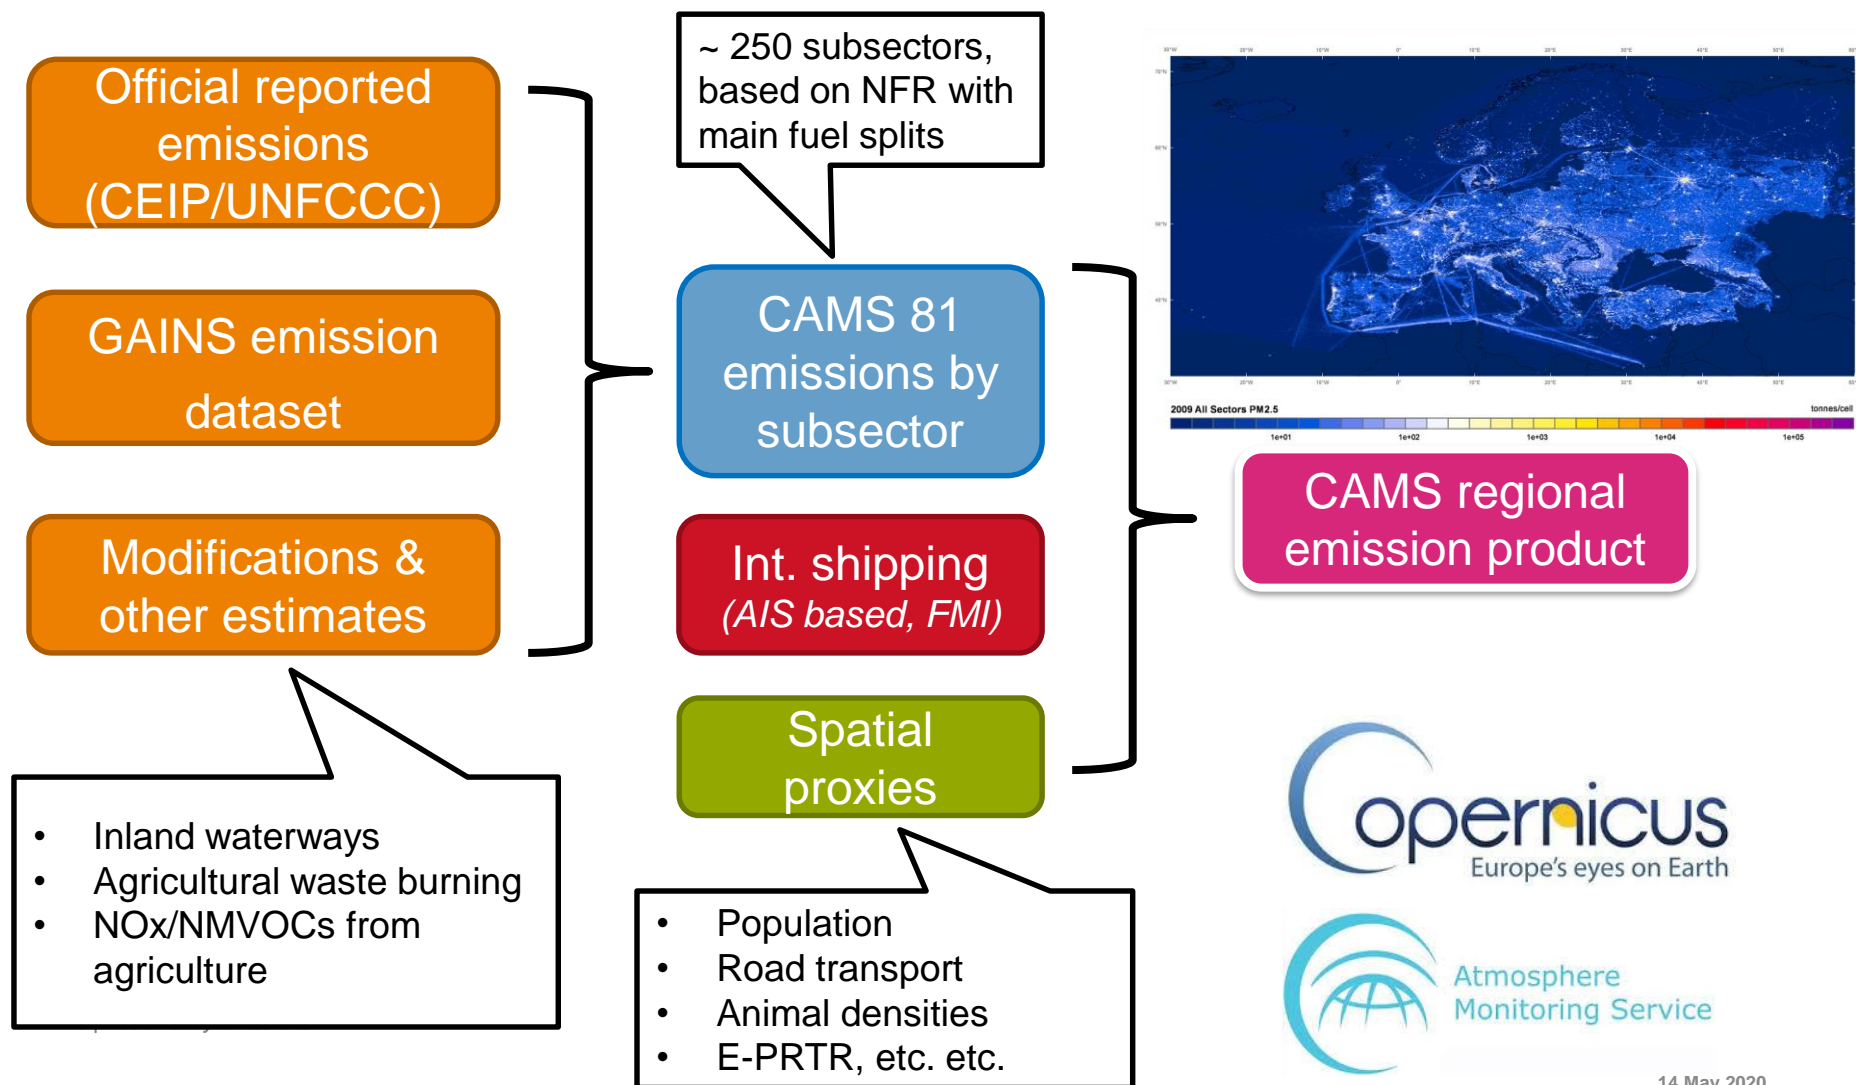 Official reported
emissions
(CEIP/UNFCCC)
GAINS emission
dataset
Modifications &
other estimates
• Inland waterways
• Agricultural waste burning
• NOx/NMVOCs from
agriculture
~ 250 subsectors,
based on NFR with
main fuel splits
CAMS 81
emissions by
subsector
Int. shipping
(AIS based, FMI)
Spatial
proxies
• Population
• Road transport
• Animal densities
• E-PRTR, etc. etc.
2009 All Sectors PM2.5 tonnes/cell
1e+01 1e+02 1e+03 1e+04 1e+05
CAMS regional
emission product
Copernicus
Europe's eyes on Earth
Atmosphere
Monitoring Service
14 May 2020